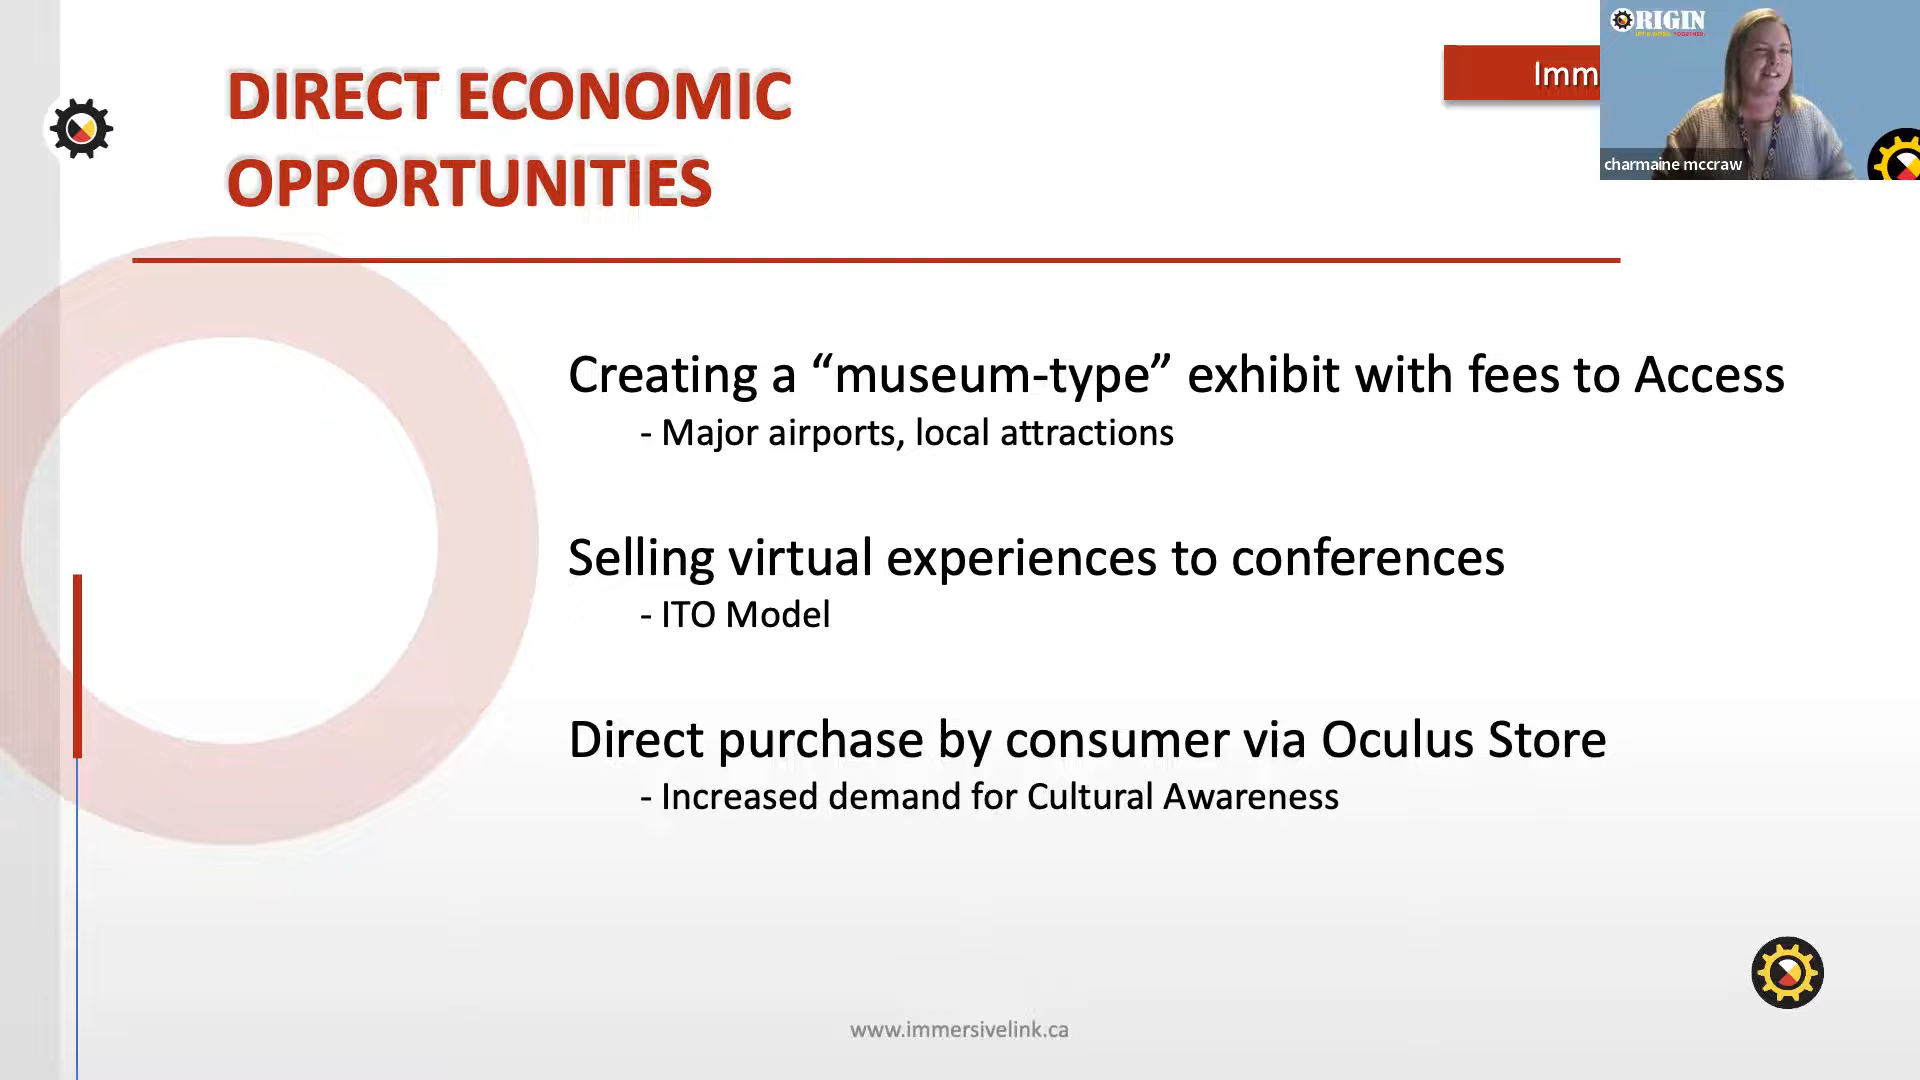 DIRECT ECONOMIC
OPPORTUNITIES
Imm
ORIGIN
charmaine mccraw
Creating a “museum-type” exhibit with fees to Access
- Major airports, local attractions
Selling virtual experiences to conferences
- ITO Model
Direct purchase by consumer via Oculus Store
- Increased demand for Cultural Awareness
www.immersivelink.ca